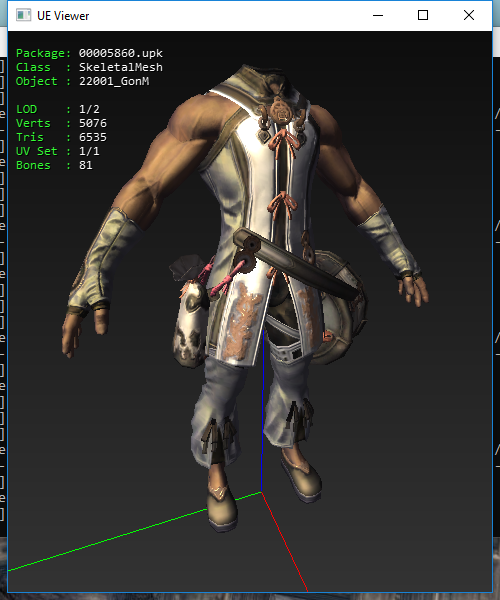 UE Viewer
Package: 00005860.upk
Class : SkeletalMesh
Object : 22001_GonM
LOD : 1/2
Verts : 5076
Tris : 6535
UV Set : 1/1
Bones : 81